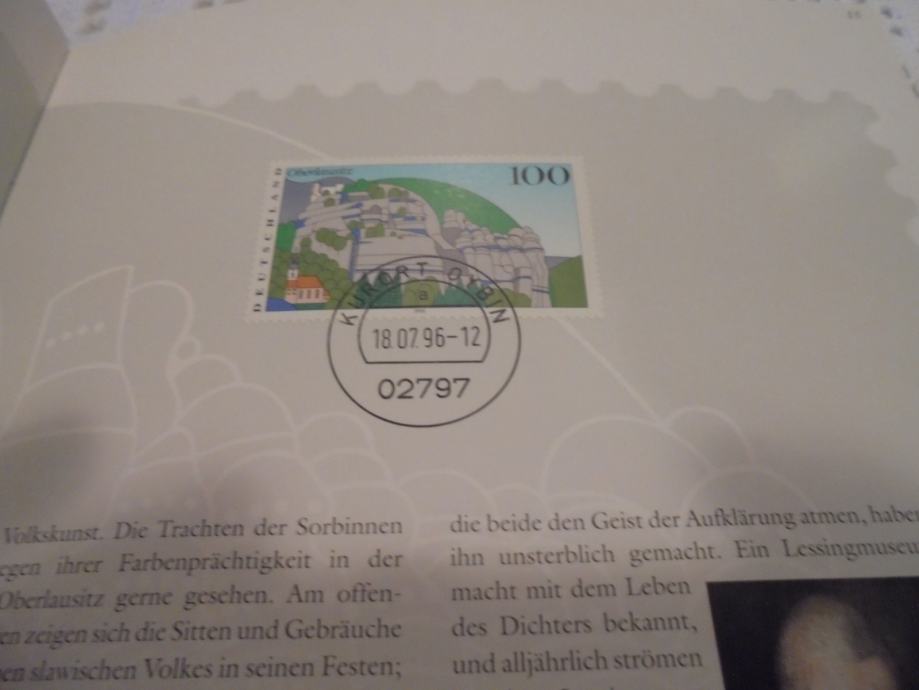 Oberlausitz
100
DEUTSCHLAND
KURORT OYBIN
a
18.07.96-12
02797
Volkskunst. Die Trachten der Sorbinnen
egen ihrer Farbenprächtigkeit in der
Oberlausitz gerne gesehen. Am offen-
en zeigen sich die Sitten und Gebräuche
en slawischen Volkes in seinen Festen;
die beide den Geist der Aufklärung atmen, haben
ihn unsterblich gemacht. Ein Lessingmuseu
macht mit dem Leben
des Dichters bekannt,
und alljährlich strömen